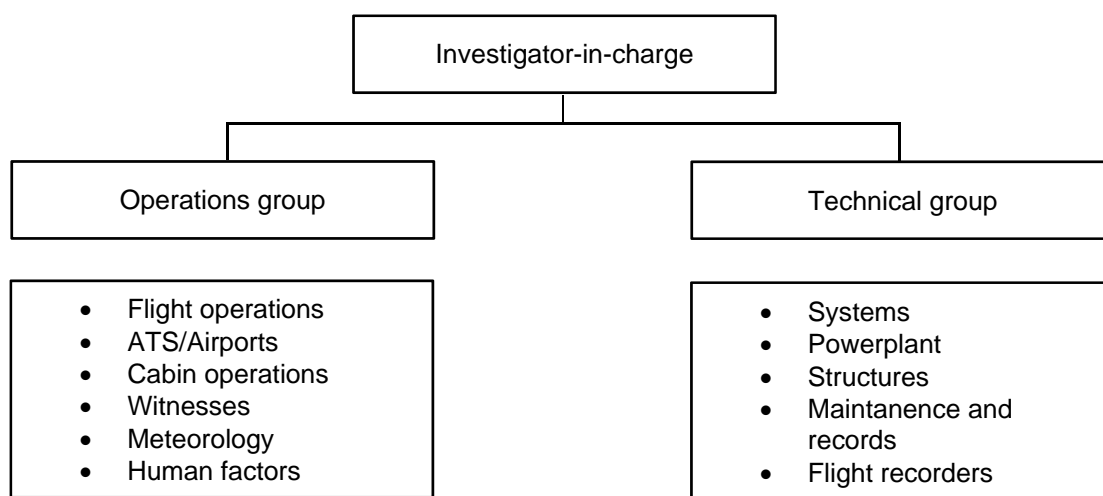 Investigator-in-charge
Operations group
Technical group
• Flight operations
• ATS/Airports
• Cabin operations
• Witnesses
• Meteorology
• Human factors
• Systems
• Powerplant
• Structures
• Maintanence and
records
• Flight recorders